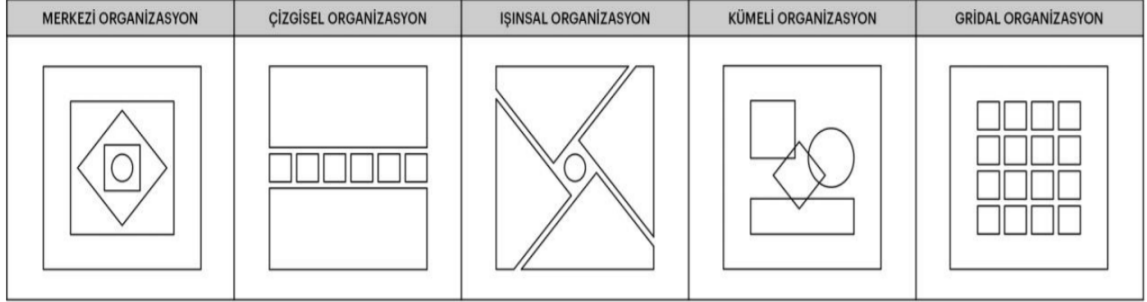 MERKEZİ ORGANİZASYON
ÇİZGİSEL ORGANİZASYON
IŞINSAL ORGANİZASYON
KÜMELİ ORGANİZASYON
GRİDAL ORGANİZASYON